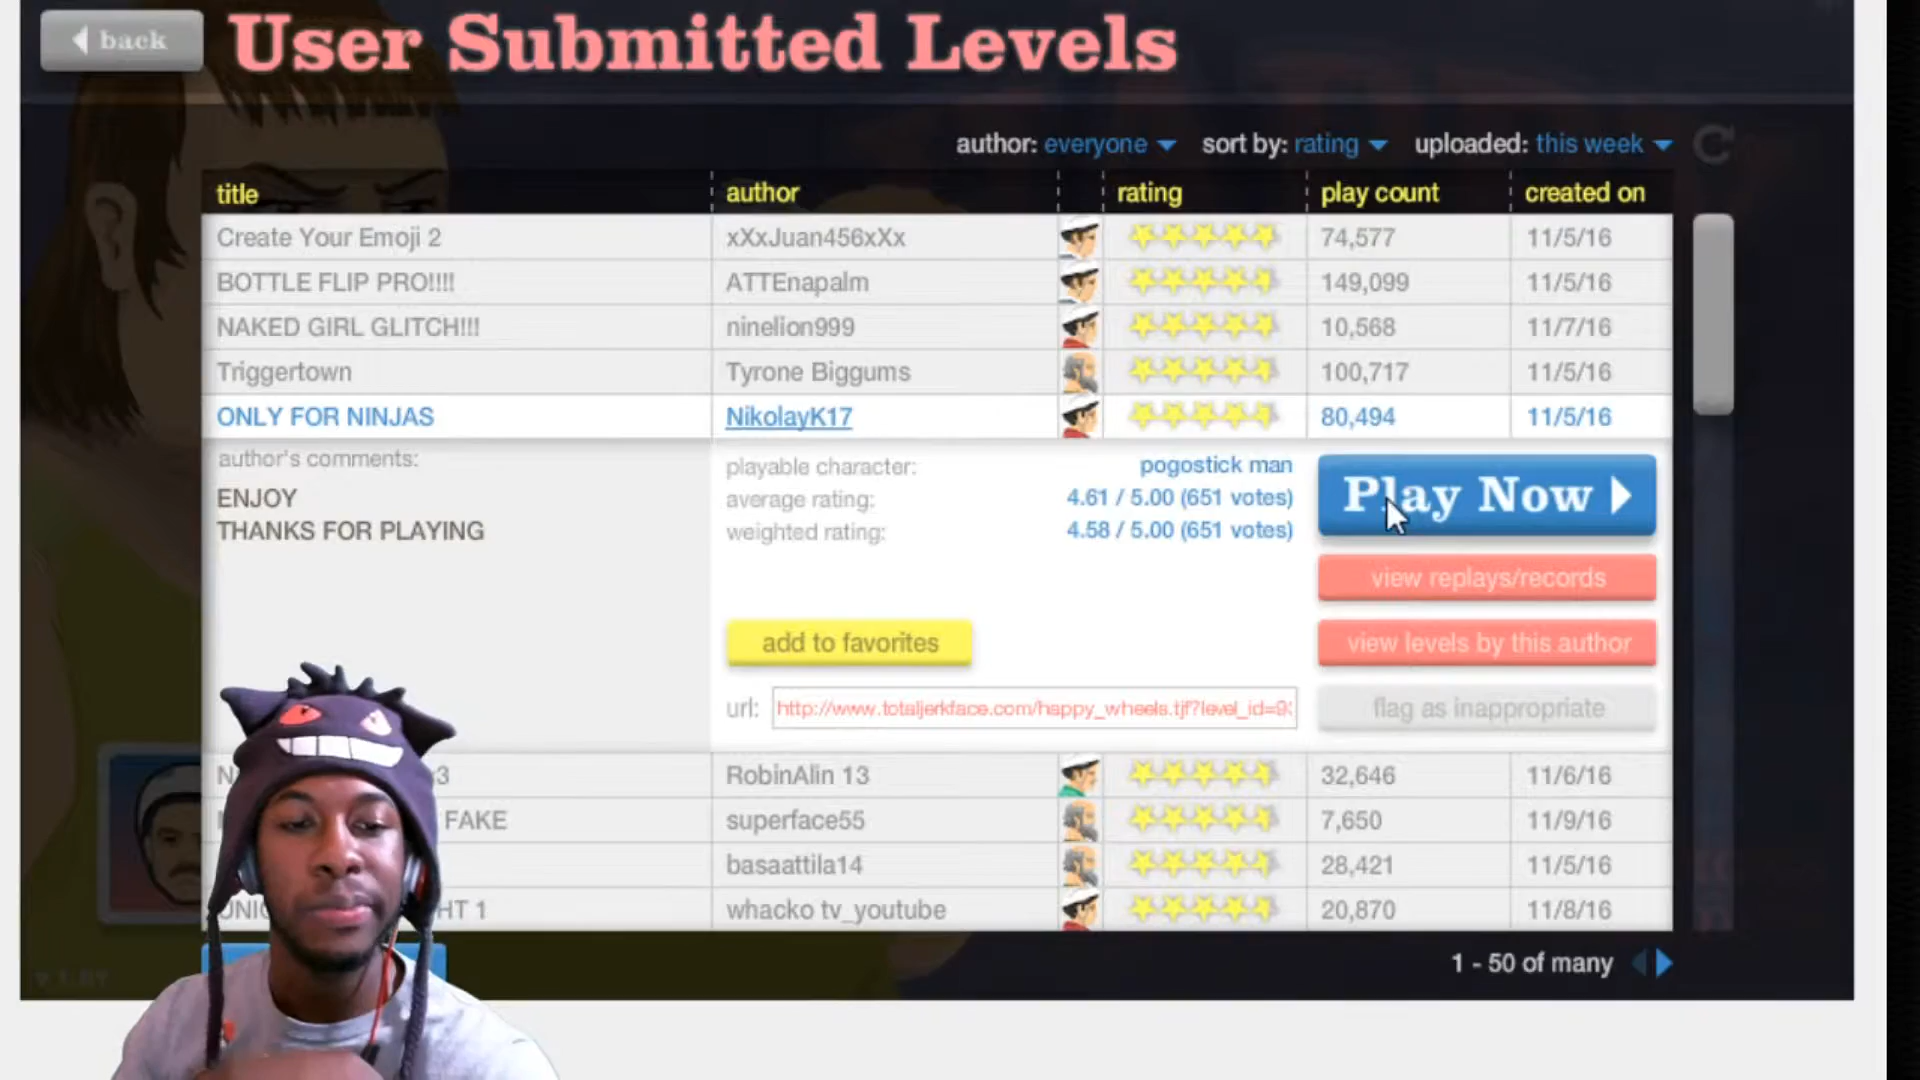 back
User Submitted Levels
author: everyone sort by: rating uploaded: this week
title author rating play count created on
Create Your Emoji 2 xXxJuan456xXx 74,577 11/5/16
BOTTLE FLIP PRO!!!! ATTEnapalm 149,099 11/5/16
NAKED GIRL GLITCH!!! ninelion999 10,568 11/7/16
Triggertown Tyrone Biggums 100,717 11/5/16
ONLY FOR NINJAS NikolayK17 80,494 11/5/16
author's comments:
ENJOY
THANKS FOR PLAYING
playable character: pogostick man
average rating: 4.61 / 5.00 (651 votes)
weighted rating: 4.58 / 5.00 (651 votes)
Play Now
view replays/records
add to favorites
view levels by this author
url: http://www.totaljerkface.com/happy_wheels.tjf?level_id=9
flag as inappropriate
3 RobinAlin 13 32,646 11/6/16
FAKE superface55 7,650 11/9/16
basaattila14 28,421 11/5/16
HT 1 whacko tv_youtube 20,870 11/8/16
1 - 50 of many